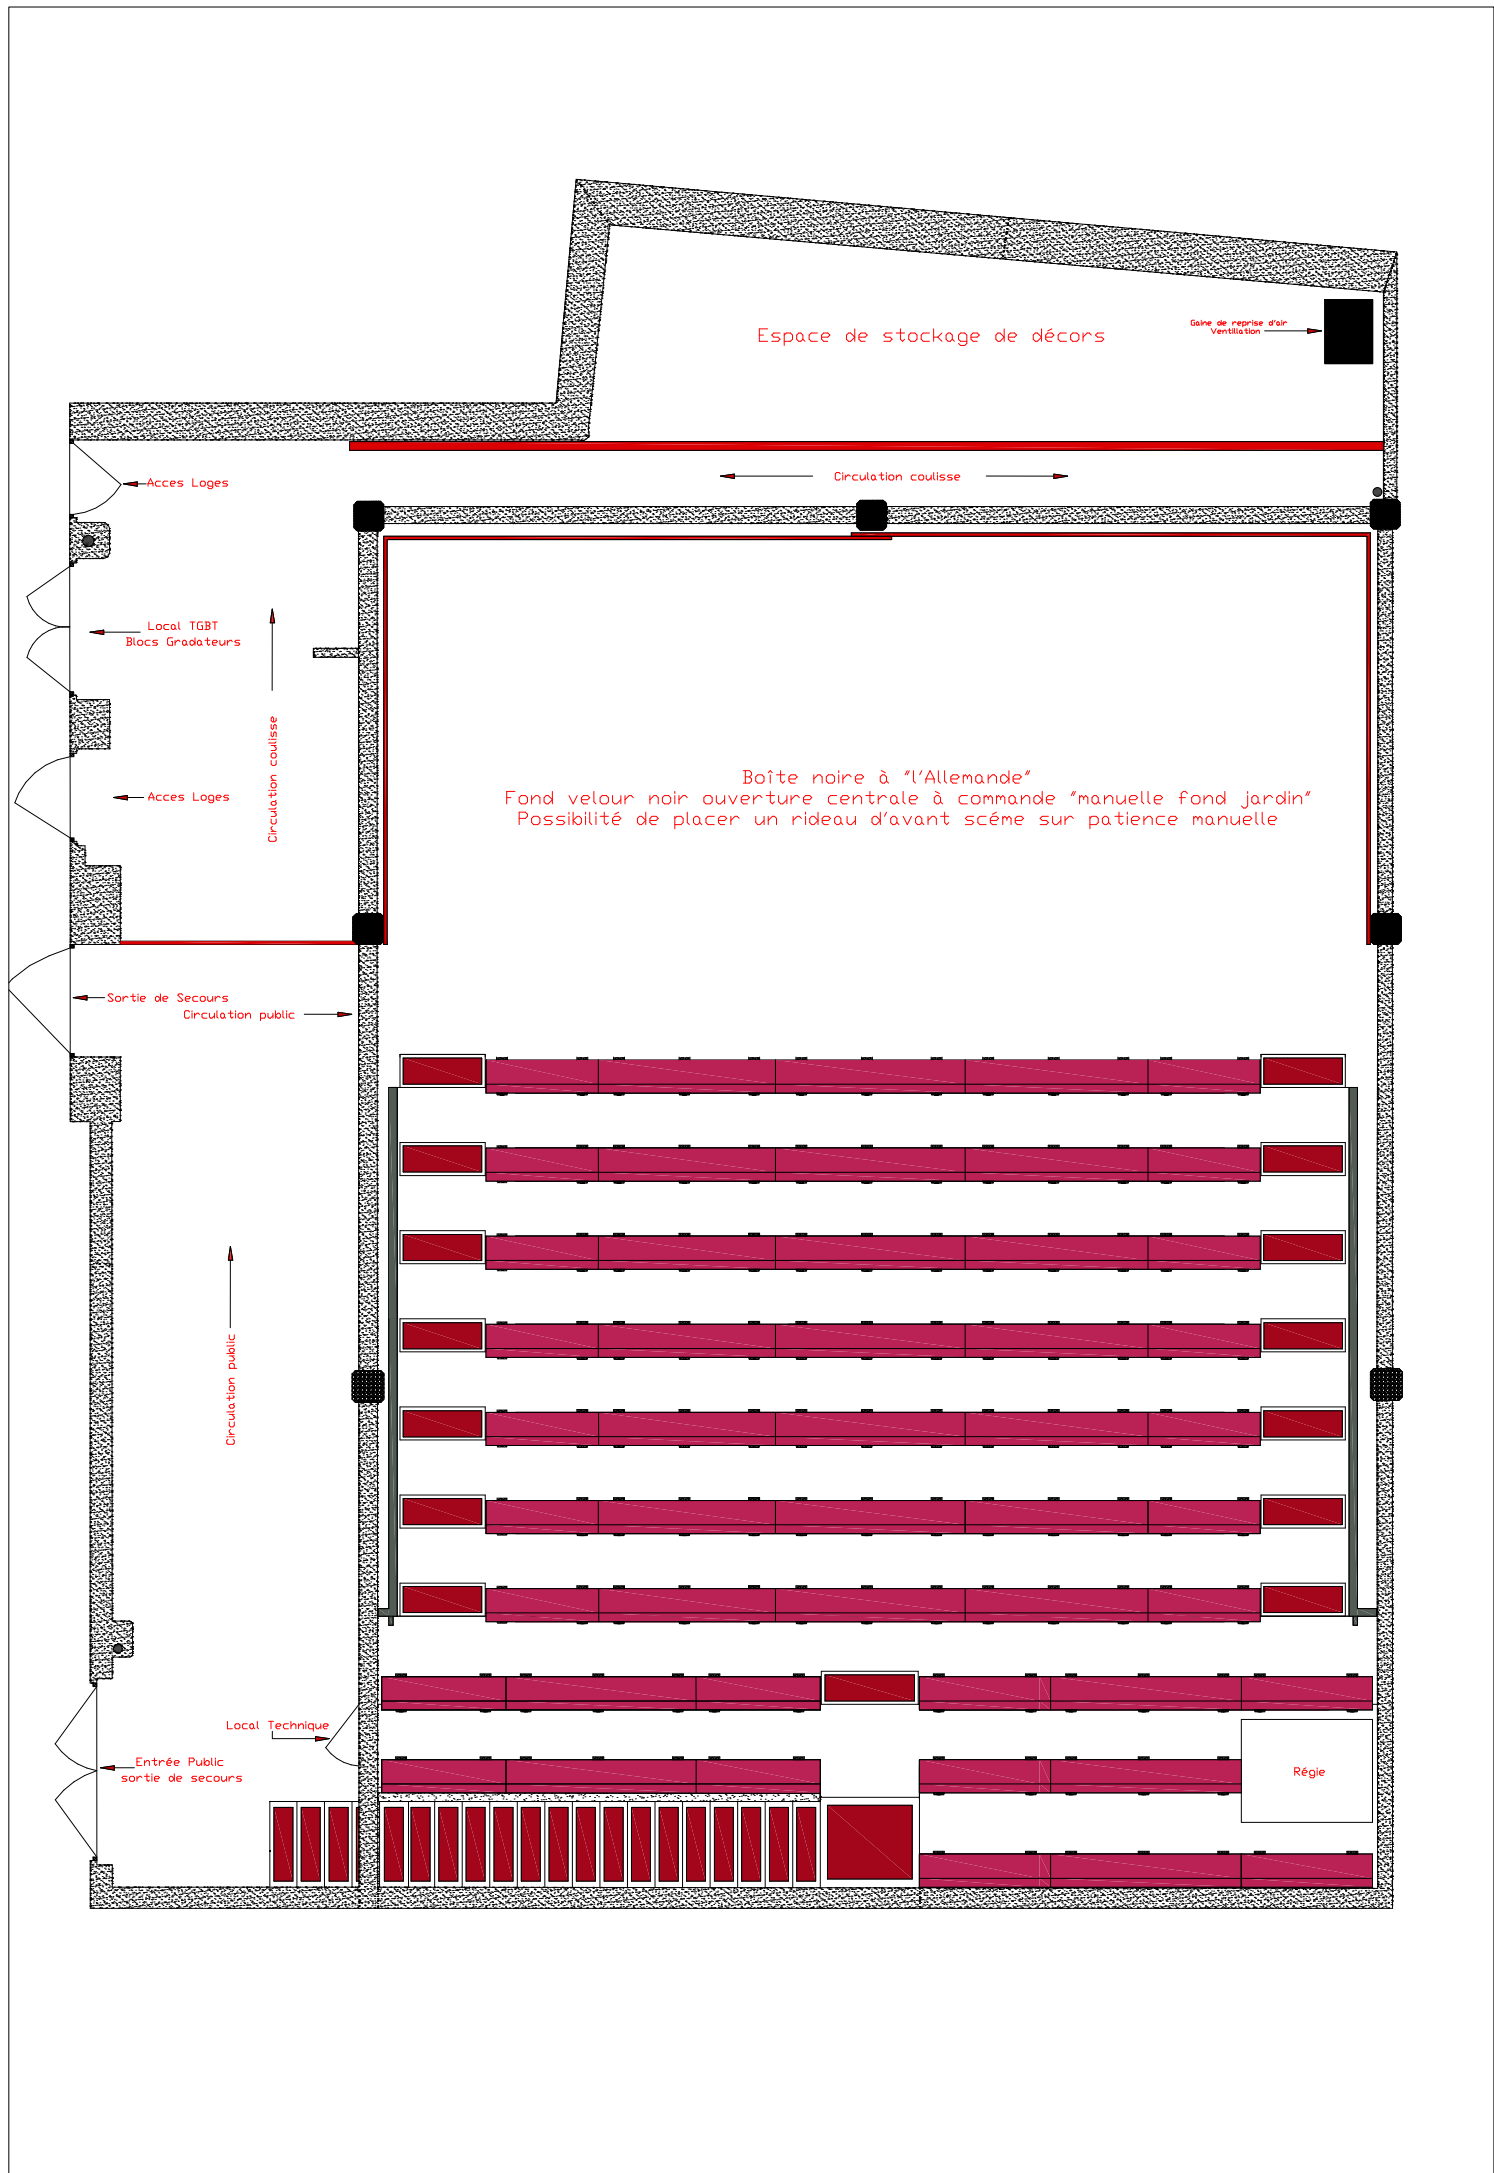 Espace de stockage de décors
Gaine de reprise d'air
Ventillation
Circulation coulisse
Acces Loges
Local TGBT
Blocs Gradateurs
Circulation coulisse
Acces Loges
Boîte noire à "l'Allemande"
Fond velour noir ouverture centrale à commande "manuelle fond jardin"
Possibilité de placer un rideau d'avant scéme sur patience manuelle
Sortie de Secours
Circulation public
Circulation public
Local Technique
Entrée Public
sortie de secours
Régie